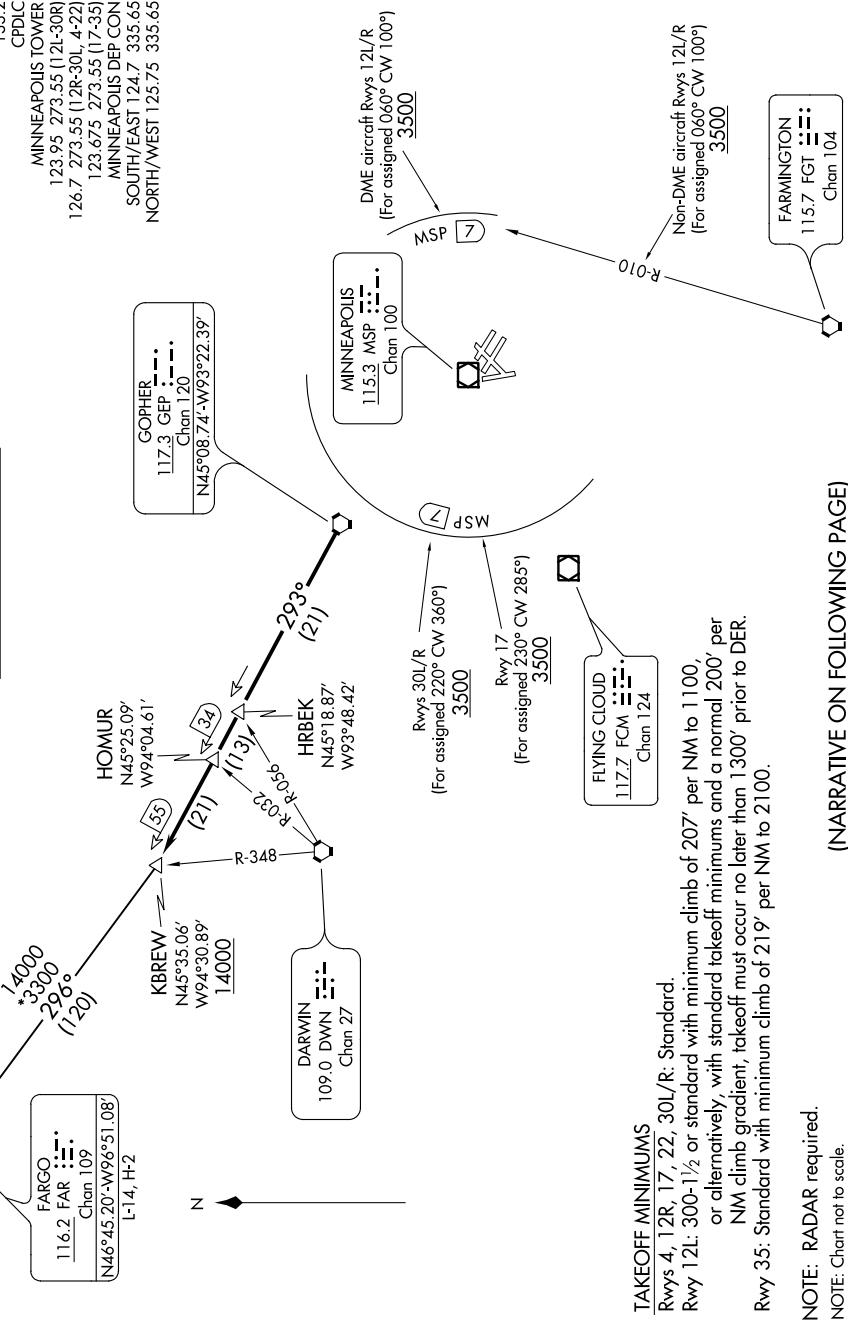 CPDLC
MINNEAPOLIS TOWER
123.95 273.55 (12L-30R)
126.7 273.55 (12R-30L, 4-22)
123.675 273.55 (17-35)
MINNEAPOLIS DEP CON
SOUTH/EAST 124.7 335.65
NORTH/WEST 125.75 335.65
14000
*3300
296°
(120)
FARGO
116.2 FAR
Chan 109
N46°45.20'-W96°51.08'
L-14, H-2
N
KBREW
N45°35.06'
W94°30.89'
14000
55
(21)
HOMUR
N45°25.09'
W94°04.61'
34
(13)
HRBEK
N45°18.87'
W93°48.42'
293°
(21)
R-348
R-032
R-056
DARWIN
109.0 DWN
Chan 27
GOPHER
117.3 GEP
Chan 120
N45°08.74'-W93°22.39'
MINNEAPOLIS
115.3 MSP
Chan 100
MSP 7
DME aircraft Rwys 12L/R
(For assigned 060° CW 100°)
3500
MSP 7
Rwys 30L/R
(For assigned 220° CW 360°)
3500
Rwy 17
(For assigned 230° CW 285°)
3500
FLYING CLOUD
117.7 FCM
Chan 124
R-010
Non-DME aircraft Rwys 12L/R
(For assigned 060° CW 100°)
3500
FARMINGTON
115.7 FGT
Chan 104
TAKEOFF MINIMUMS
Rwys 4, 12R, 17, 22, 30L/R: Standard.
Rwy 12L: 300-1½ or standard with minimum climb of 207' per NM to 1100,
or alternatively, with standard takeoff minimums and a normal 200' per
NM climb gradient, takeoff must occur no later than 1300' prior to DER.
Rwy 35: Standard with minimum climb of 219' per NM to 2100.
NOTE: RADAR required.
NOTE: Chart not to scale.
(NARRATIVE ON FOLLOWING PAGE)